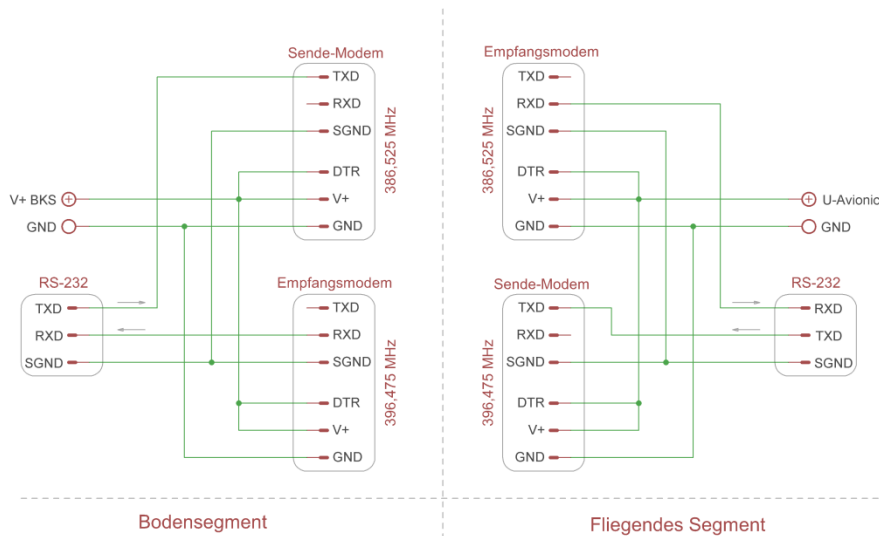 Sende-Modem
TXD
RXD
SGND
DTR
V+
GND
386,525 MHz
V+ BKS
GND
RS-232
TXD
RXD
SGND
Empfangsmodem
TXD
RXD
SGND
DTR
V+
GND
396,475 MHz
Bodensegment
Empfangsmodem
TXD
RXD
SGND
DTR
V+
GND
386,525 MHz
U-Avionic
GND
Sende-Modem
TXD
RXD
SGND
DTR
V+
GND
396,475 MHz
RS-232
RXD
TXD
SGND
Fliegendes Segment